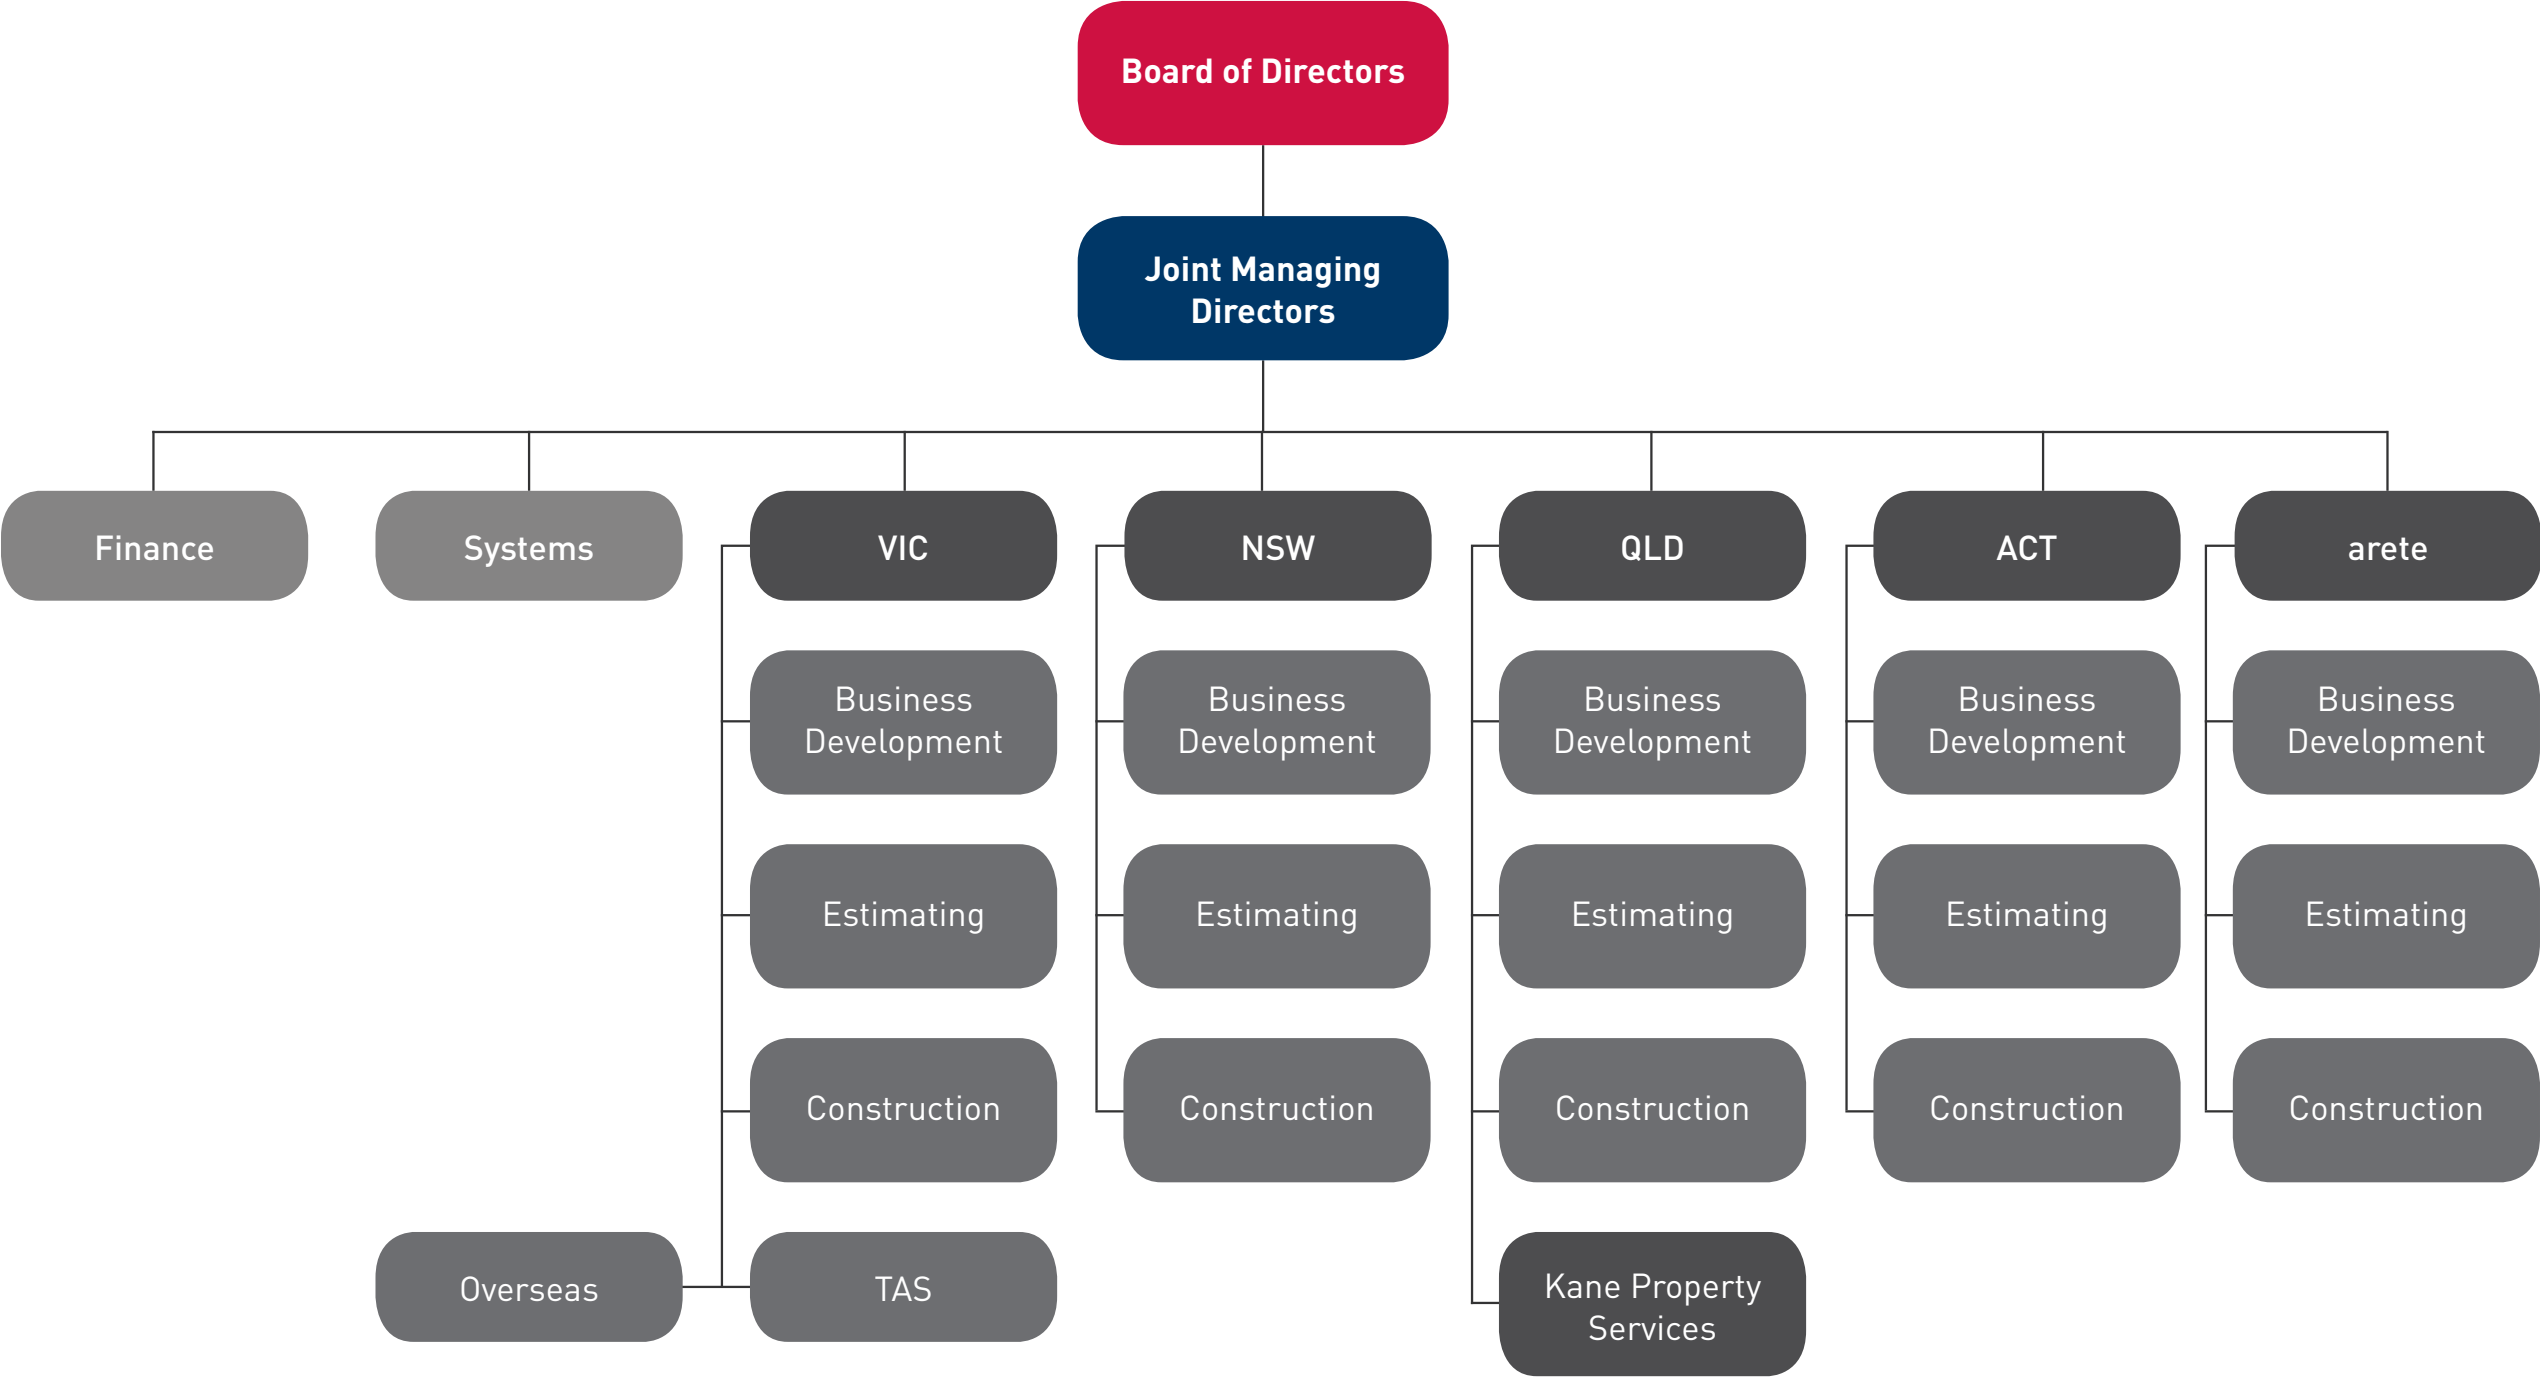 Board of Directors
Joint Managing
Directors
Finance
Systems
VIC
NSW
QLD
ACT
arete
Business
Development
Business
Development
Business
Development
Business
Development
Business
Development
Estimating
Estimating
Estimating
Estimating
Estimating
Construction
Construction
Construction
Construction
Construction
Overseas
TAS
Kane Property
Services